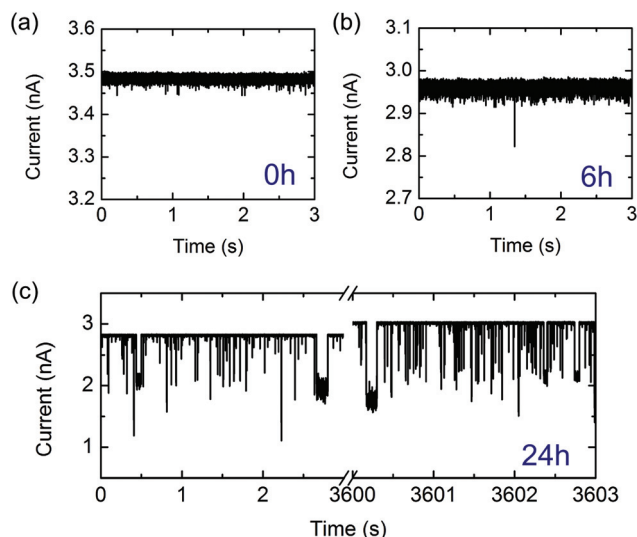 (a)
3.6
3.5
3.4
3.3
3.2
Current (nA)
0h
0 1 2 3
Time (s)
(b)
3.1
3.0
2.9
2.8
2.7
Current (nA)
6h
0 1 2 3
Time (s)
(c)
3
2
1
Current (nA)
24h
0 1 2 3600 3601 3602 3603
Time (s)